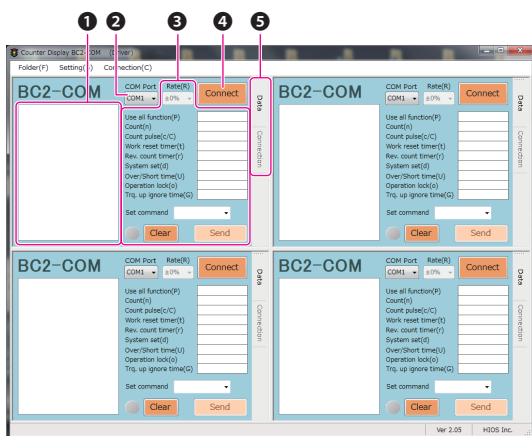 ❶ ❷ ❸ ❹ ❺
Counter Display BC2-COM (Driver)
Folder(F) Setting(S) Connection(C)
BC2-COM
COM Port Rate(R)
COM1 ±0%
Connect
Use all function(P)
Count(n)
Count pulse(c/C)
Work reset timer(t)
Rev. count timer(r)
System set(d)
Over/Short time(U)
Operation lock(o)
Trq. up ignore time(G)
Set command
Clear Send
Data
Connection
BC2-COM
COM Port Rate(R)
COM1 ±0%
Connect
Use all function(P)
Count(n)
Count pulse(c/C)
Work reset timer(t)
Rev. count timer(r)
System set(d)
Over/Short time(U)
Operation lock(o)
Trq. up ignore time(G)
Set command
Clear Send
Data
Connection
BC2-COM
COM Port Rate(R)
COM1 ±0%
Connect
Use all function(P)
Count(n)
Count pulse(c/C)
Work reset timer(t)
Rev. count timer(r)
System set(d)
Over/Short time(U)
Operation lock(o)
Trq. up ignore time(G)
Set command
Clear Send
Data
Connection
BC2-COM
COM Port Rate(R)
COM1 ±0%
Connect
Use all function(P)
Count(n)
Count pulse(c/C)
Work reset timer(t)
Rev. count timer(r)
System set(d)
Over/Short time(U)
Operation lock(o)
Trq. up ignore time(G)
Set command
Clear Send
Data
Connection
Ver 2.05 HIOS Inc.